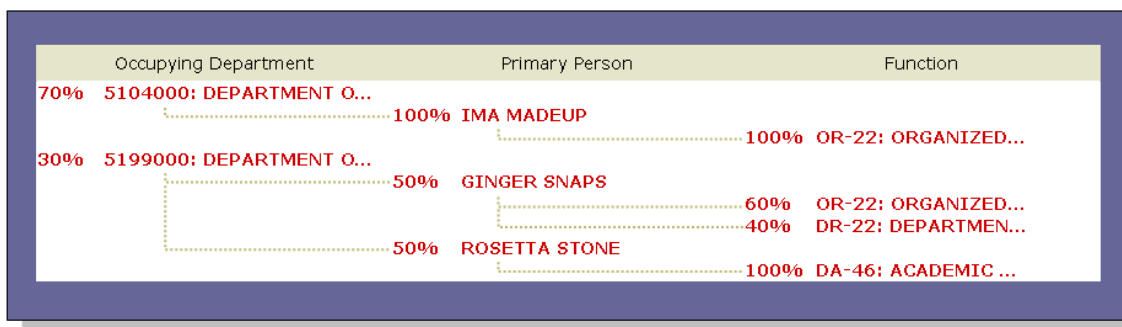 Occupying Department Primary Person Function
70% 5104000: DEPARTMENT O...
100% IMA MADEUP
100% OR-22: ORGANIZED...
30% 5199000: DEPARTMENT O...
50% GINGER SNAPS
60% OR-22: ORGANIZED...
40% DR-22: DEPARTMEN...
50% ROSETTA STONE
100% DA-46: ACADEMIC ...